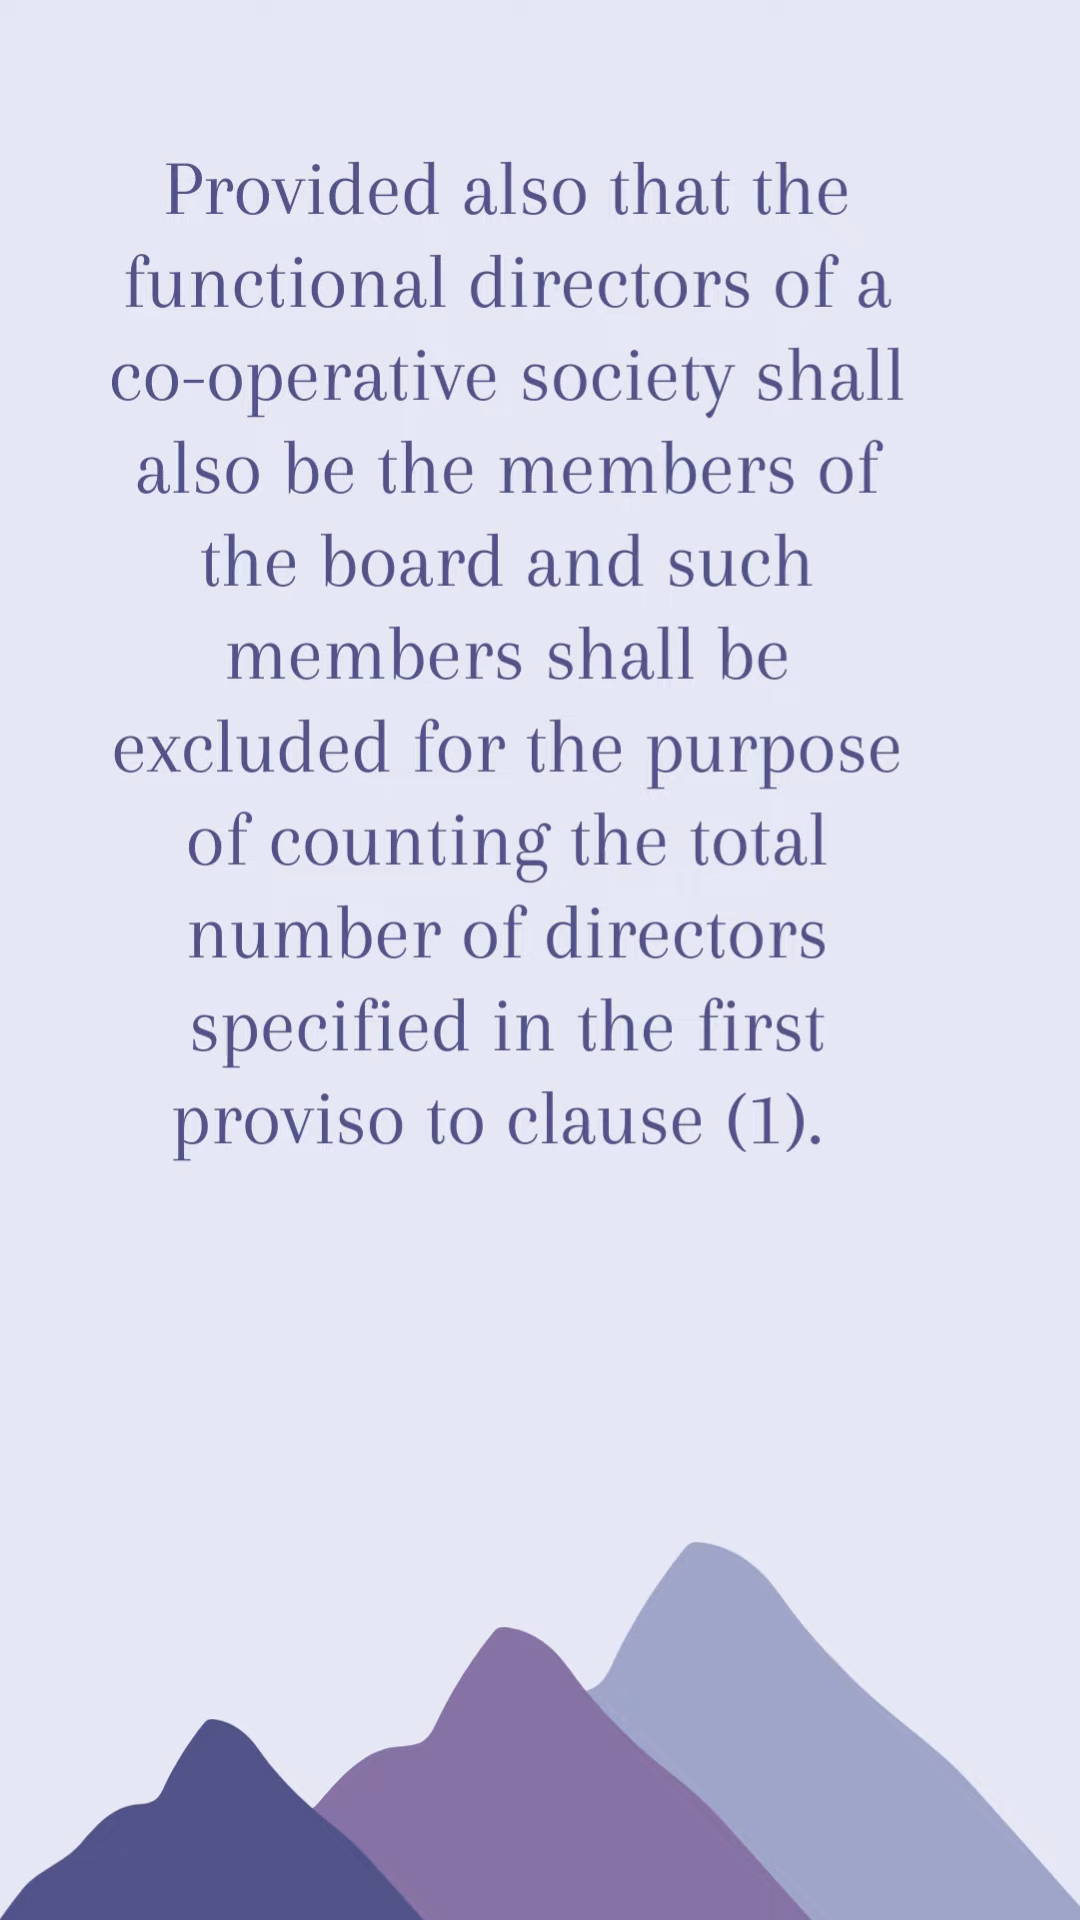 Provided also that the
functional directors of a
co-operative society shall
also be the members of
the board and such
members shall be
excluded for the purpose
of counting the total
number of directors
specified in the first
proviso to clause (1).